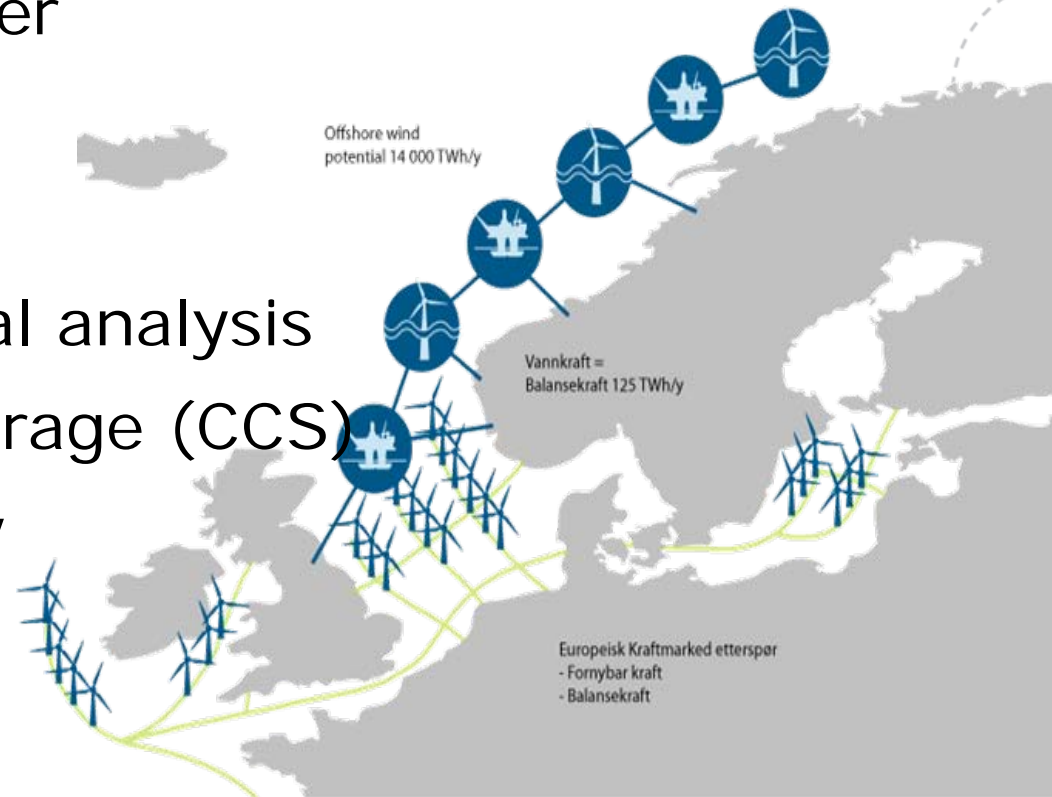 er
Offshore wind
potential 14 000 TWh/y
al analysis
Vannkraft =
Balansekraft 125 TWh/y
rage (CCS)
Europeisk Kraftmarked etterspør
- Fornybar kraft
- Balansekraft